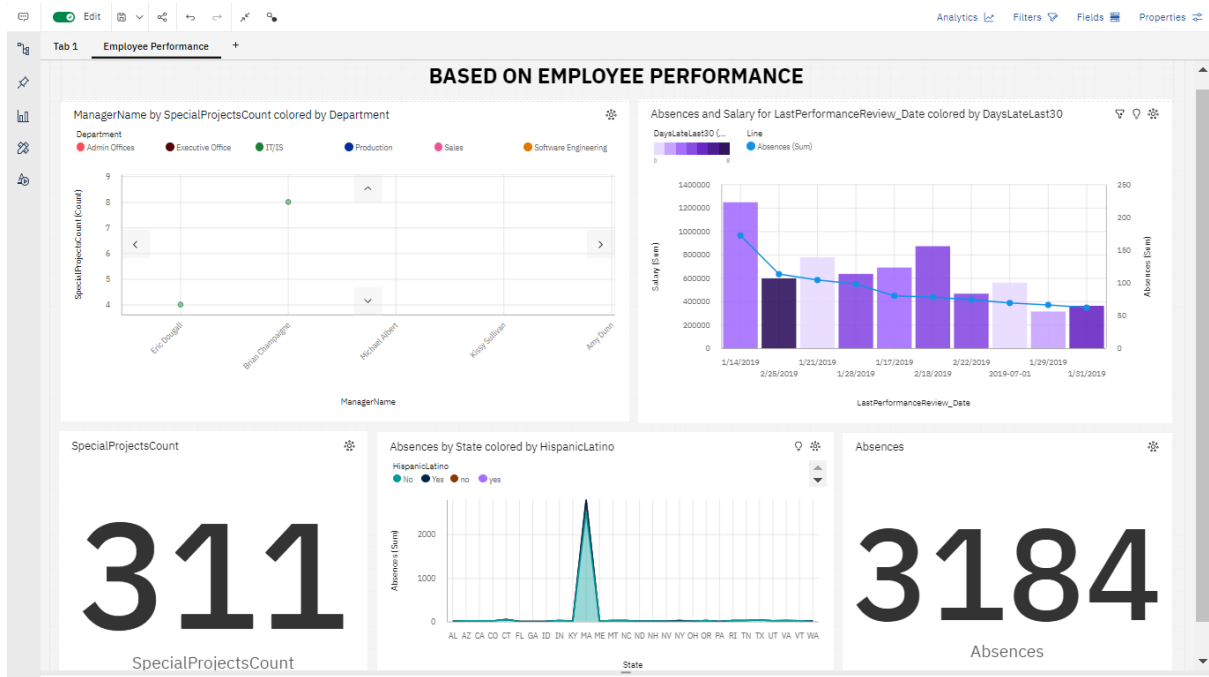 Edit
Analytics Filters Fields Properties
Tab 1 Employee Performance +
BASED ON EMPLOYEE PERFORMANCE
ManagerName by SpecialProjectsCount colored by Department
Department
Admin Offices Executive Office IT/IS Production Sales Software Engineering
SpecialProjectsCount (Count)
9
8
7
6
5
4
Eric Dougall Brian Champaigne Michael Albert Kissy Sullivan Amy Dunn
ManagerName
Absences and Salary for LastPerformanceReview_Date colored by DaysLateLast30
DaysLateLast30 (... Line
Absences (Sum)
0 6
Salary (Sum)
1400000
1200000
1000000
800000
600000
400000
200000
0
250
200
150
100
50
0
Absences (Sum)
1/14/2019 1/21/2019 1/17/2019 2/22/2019 1/29/2019
2/25/2019 1/28/2019 2/18/2019 2019-07-01 1/31/2019
LastPerformanceReview_Date
SpecialProjectsCount
311
SpecialProjectsCount
Absences by State colored by HispanicLatino
HispanicLatino
No Yes no yes
Absences (Sum)
2000
1000
0
AL AZ CA CO CT FL GA ID IN KY MA ME MT NC ND NH NV NY OH OR PA RI TN TX UT VA VT WA
State
Absences
3184
Absences